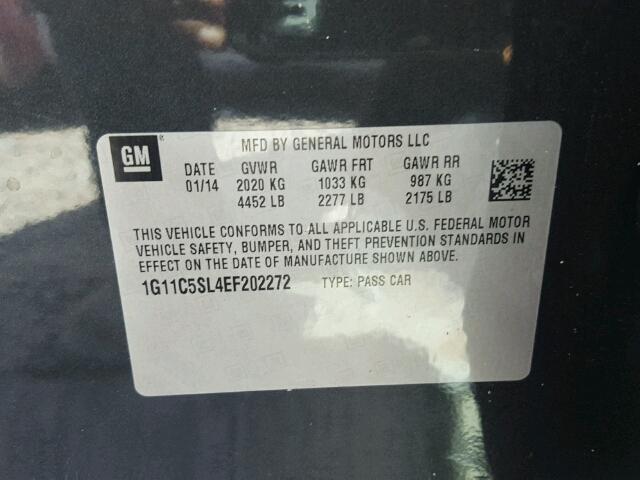 MFD BY GENERAL MOTORS LLC
GM®
DATE GVWR GAWR FRT GAWR RR
01/14 2020 KG 1033 KG 987 KG
4452 LB 2277 LB 2175 LB
THIS VEHICLE CONFORMS TO ALL APPLICABLE U.S. FEDERAL MOTOR
VEHICLE SAFETY, BUMPER, AND THEFT PREVENTION STANDARDS IN
EFFECT ON THE DATE OF MANUFACTURE SHOWN ABOVE.
1G11C5SL4EF202272 TYPE: PASS CAR